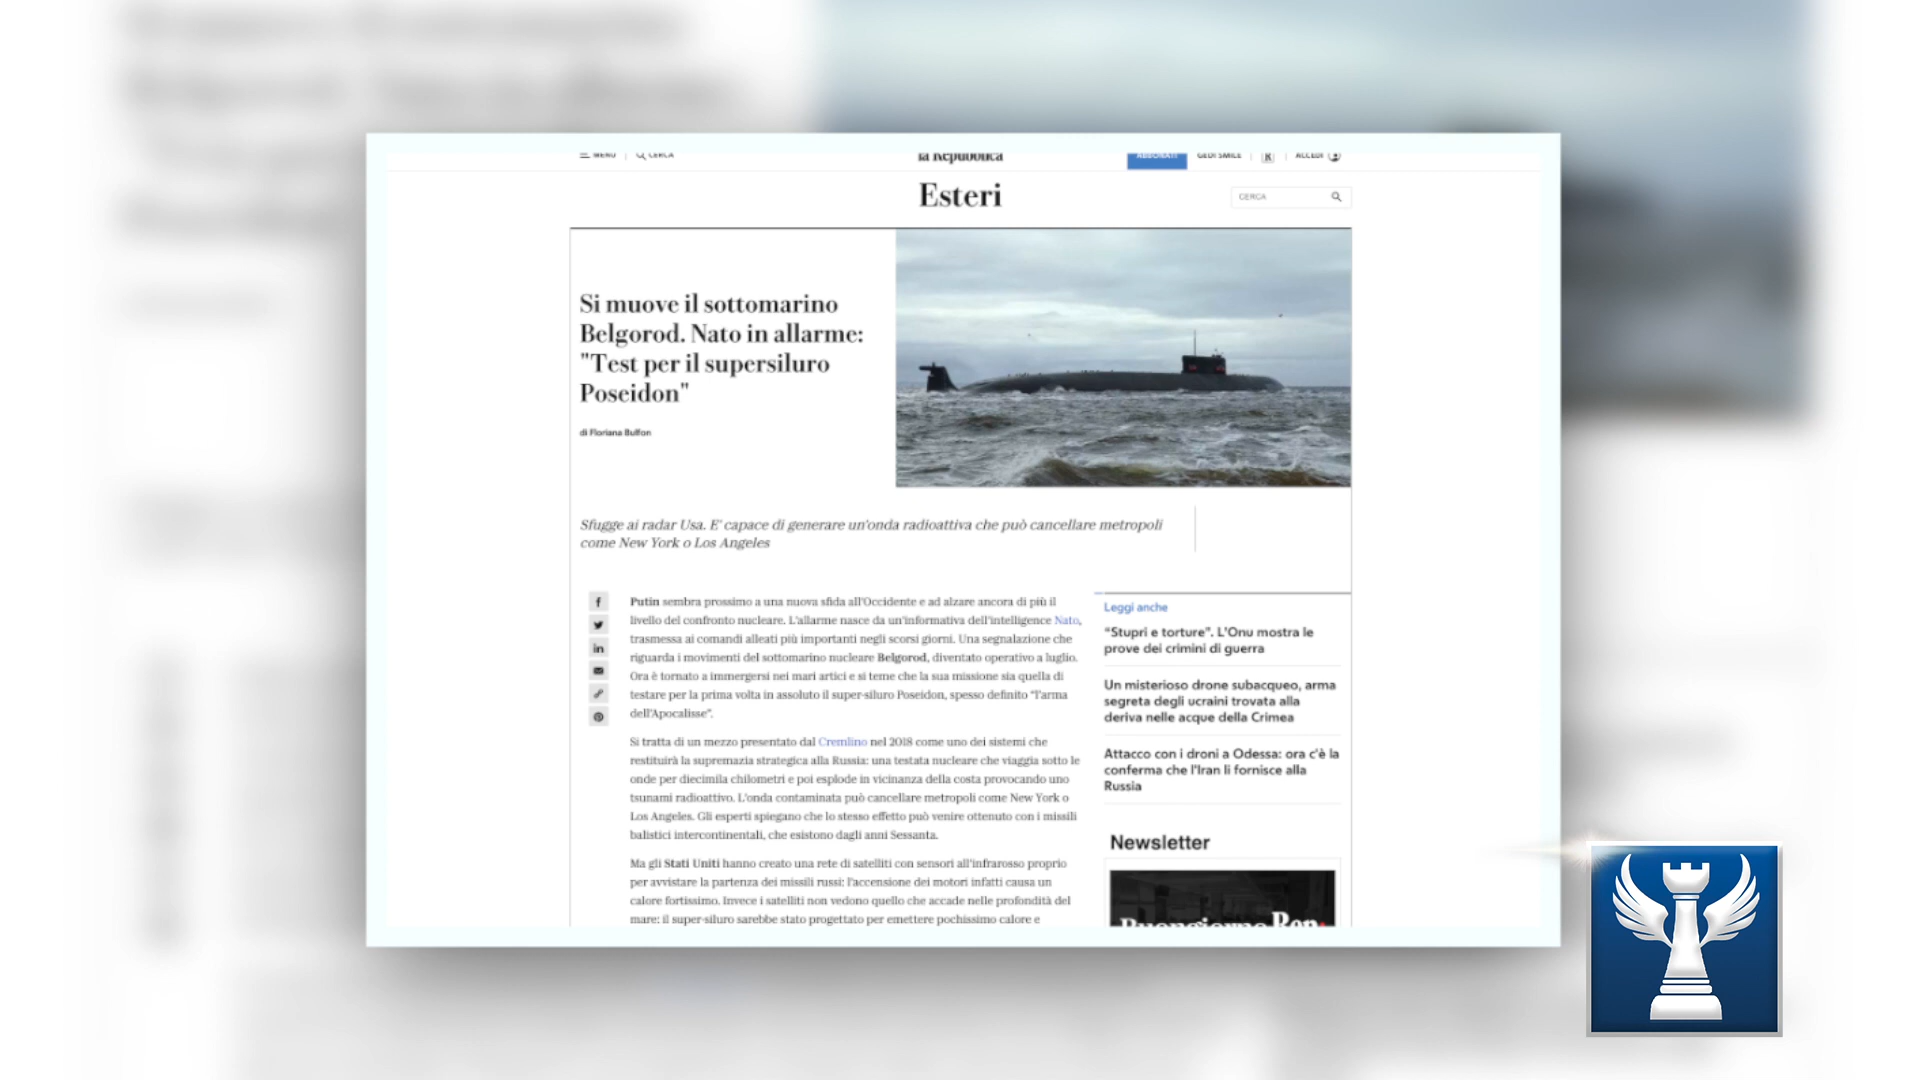 MENU
CERCA
la Repubblica
ABBONATI
GEDI SMILE
R
ACCEDI
Esteri
CERCA
Si muove il sottomarino
Belgorod. Nato in allarme:
"Test per il supersiluro
Poseidon"
di Floriana Bulfon
Sfugge ai radar Usa. E' capace di generare un'onda radioattiva che può cancellare metropoli
come New York o Los Angeles
Putin sembra prossimo a una nuova sfida all'Occidente e ad alzare ancora di più il
livello del confronto nucleare. L'allarme nasce da un'informativa dell'intelligence Nato,
trasmessa ai comandi alleati più importanti negli scorsi giorni. Una segnalazione che
riguarda i movimenti del sottomarino nucleare Belgorod, diventato operativo a luglio.
Ora è tornato a immergersi nei mari artici e si teme che la sua missione sia quella di
testare per la prima volta in assoluto il super-siluro Poseidon, spesso definito "l'arma
dell'Apocalisse".
Si tratta di un mezzo presentato dal Cremlino nel 2018 come uno dei sistemi che
restituirà la supremazia strategica alla Russia: una testata nucleare che viaggia sotto le
onde per diecimila chilometri e poi esplode in vicinanza della costa provocando uno
tsunami radioattivo. L'onda contaminata può cancellare metropoli come New York o
Los Angeles. Gli esperti spiegano che lo stesso effetto può venire ottenuto con i missili
balistici intercontinentali, che esistono dagli anni Sessanta.
Ma gli Stati Uniti hanno creato una rete di satelliti con sensori all'infrarosso proprio
per avvistare la partenza dei missili russi: l'accensione dei motori infatti causa un
calore fortissimo. Invece i satelliti non vedono quello che accade nelle profondità del
mare: il super-siluro sarebbe stato progettato per emettere pochissimo calore e
Leggi anche
"Stupri e torture". L'Onu mostra le
prove dei crimini di guerra
Un misterioso drone subacqueo, arma
segreta degli ucraini trovata alla
deriva nelle acque della Crimea
Attacco con i droni a Odessa: ora c'è la
conferma che l'Iran li fornisce alla
Russia
Newsletter
Buongiorno Rep.